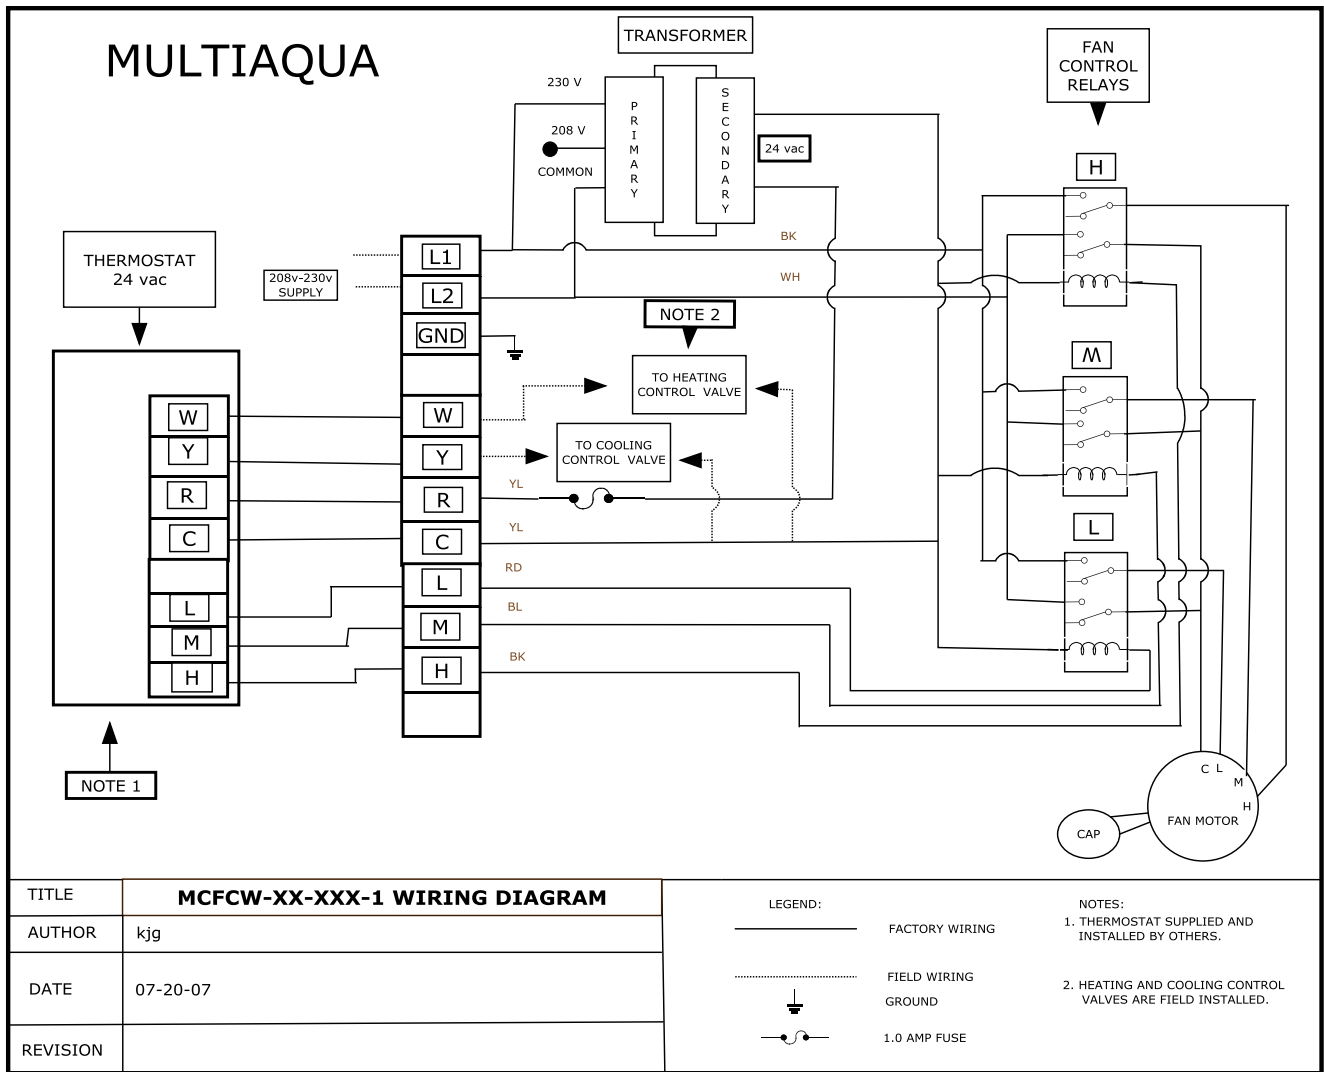 MULTIAQUA
TRANSFORMER
FAN
CONTROL
RELAYS
230 V
208 V
COMMON
PRIMARY
SECONDARY
24 vac
H
THERMOSTAT
24 vac
208v-230v
SUPPLY
L1
L2
GND
W
Y
R
C
L
M
H
BK
WH
NOTE 2
TO HEATING
CONTROL VALVE
TO COOLING
CONTROL VALVE
YL
YL
RD
BL
BK
M
L
W
Y
R
C
L
M
H
NOTE 1
C L
M
H
FAN MOTOR
CAP
TITLE
MCFCW-XX-XXX-1 WIRING DIAGRAM
AUTHOR
kjg
DATE
07-20-07
REVISION
LEGEND:
FACTORY WIRING
FIELD WIRING
GROUND
1.0 AMP FUSE
NOTES:
1. THERMOSTAT SUPPLIED AND
INSTALLED BY OTHERS.
2. HEATING AND COOLING CONTROL
VALVES ARE FIELD INSTALLED.